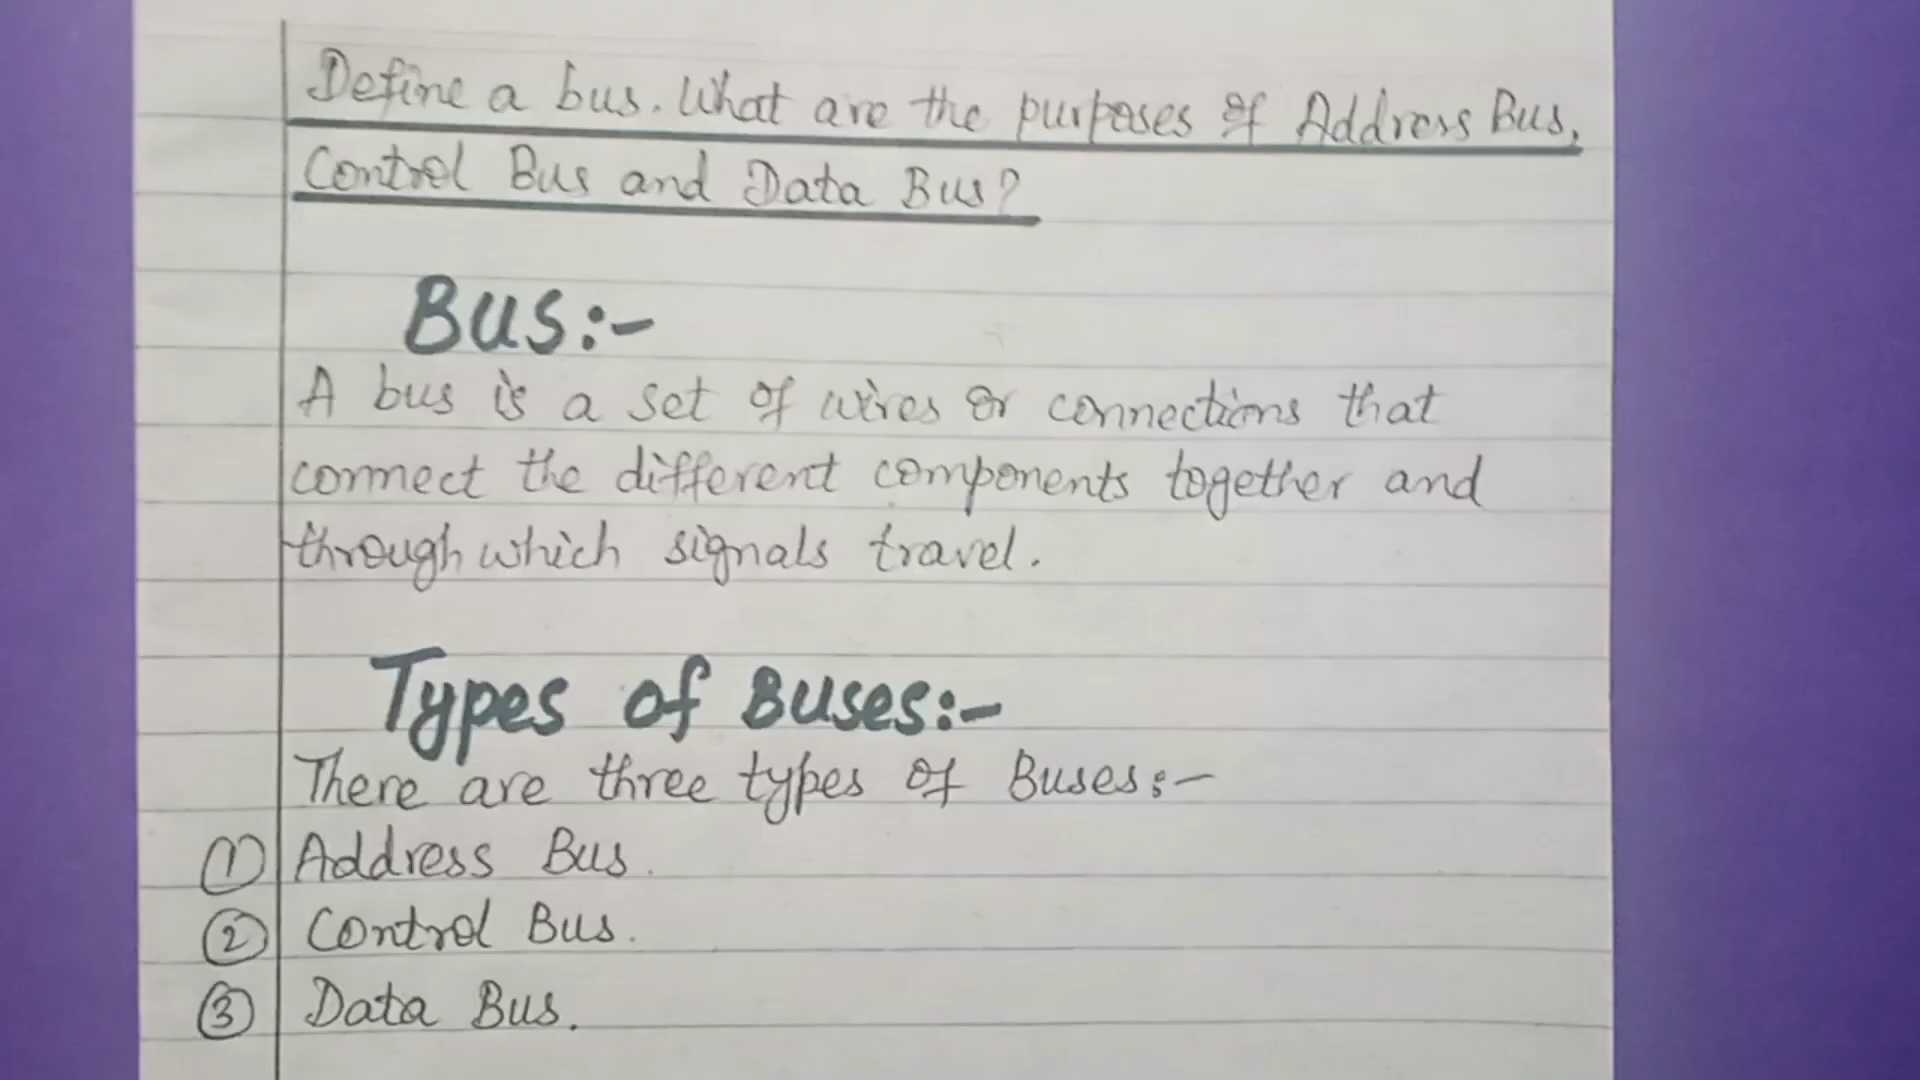 Define a bus. What are the purposes of Address Bus,
Control Bus and Data Bus?
Bus:-
A bus is a set of wires or connections that
connect the different components together and
through which signals travel.
Types of Buses:-
There are three types of Buses:-
1 Address Bus.
2 Control Bus.
3 Data Bus.